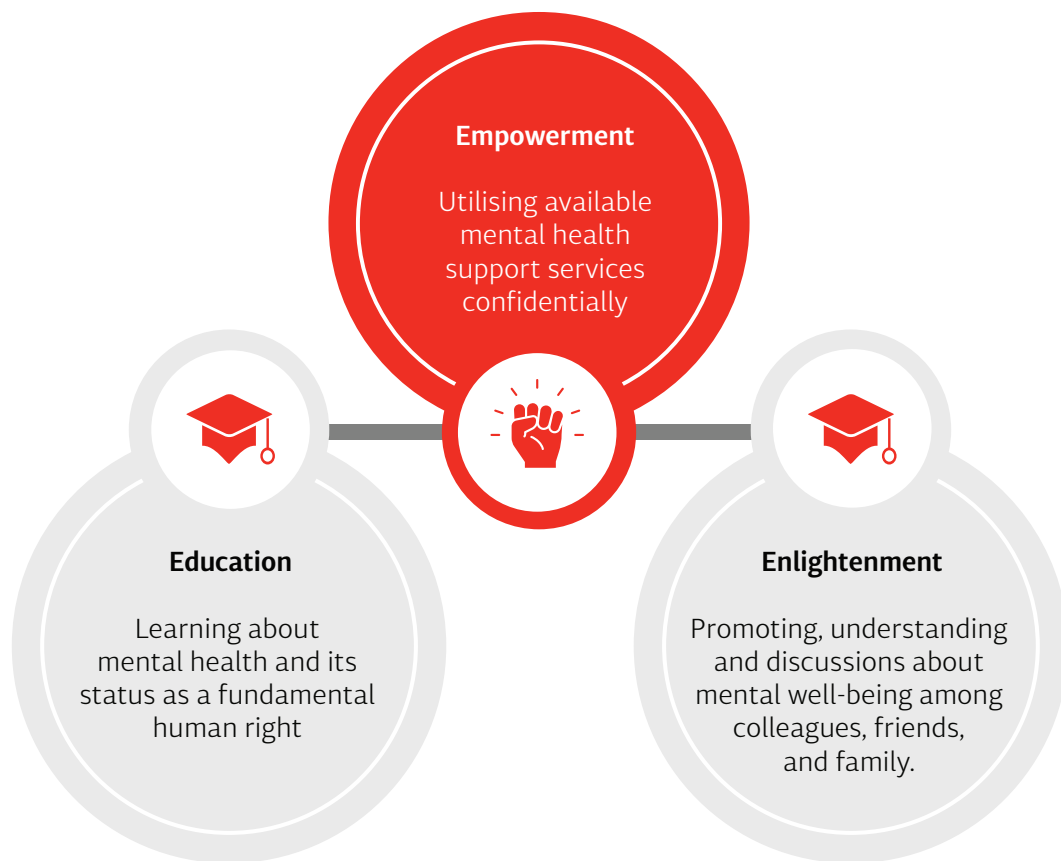 Empowerment
Utilising available
mental health
support services
confidentially
Education
Learning about
mental health and its
status as a fundamental
human right
Enlightenment
Promoting, understanding
and discussions about
mental well-being among
colleagues, friends,
and family.